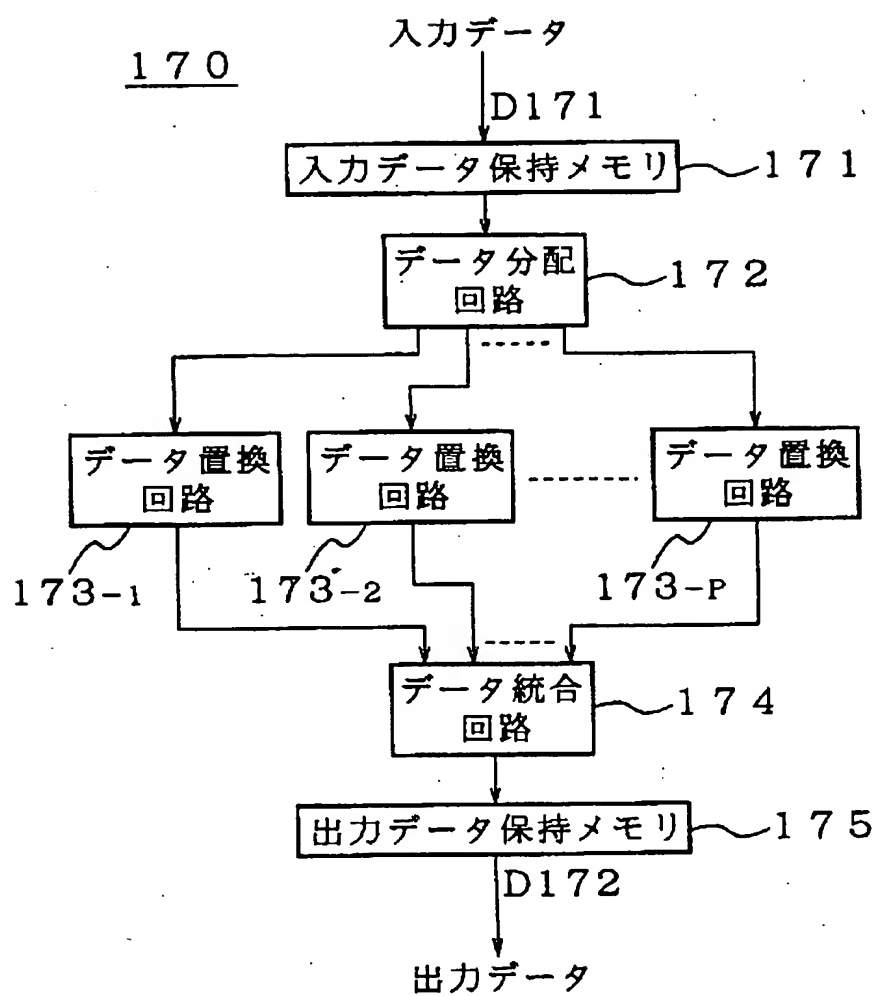 170
入力データ
D171
入力データ保持メモリ
171
データ分配
回路
172
データ置換
回路
データ置換
回路
データ置換
回路
173-1
173-2
173-P
データ統合
回路
174
出力データ保持メモリ
175
D172
出力データ